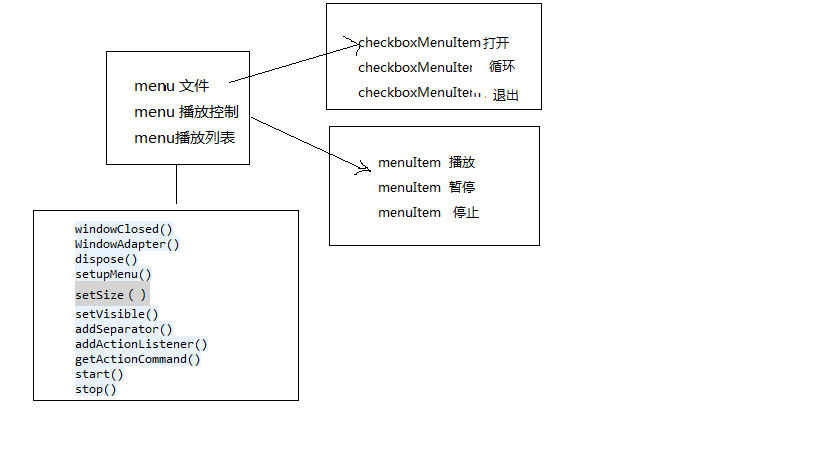 menu 文件
menu 播放控制
menu播放列表
checkboxMenuItem 打开
checkboxMenuItem 循环
checkboxMenuItem 退出
menuItem 播放
menuItem 暂停
menuItem 停止
windowClosed()
WindowAdapter()
dispose()
setupMenu()
setSize（）
setVisible()
addSeparator()
addActionListener()
getActionCommand()
start()
stop()